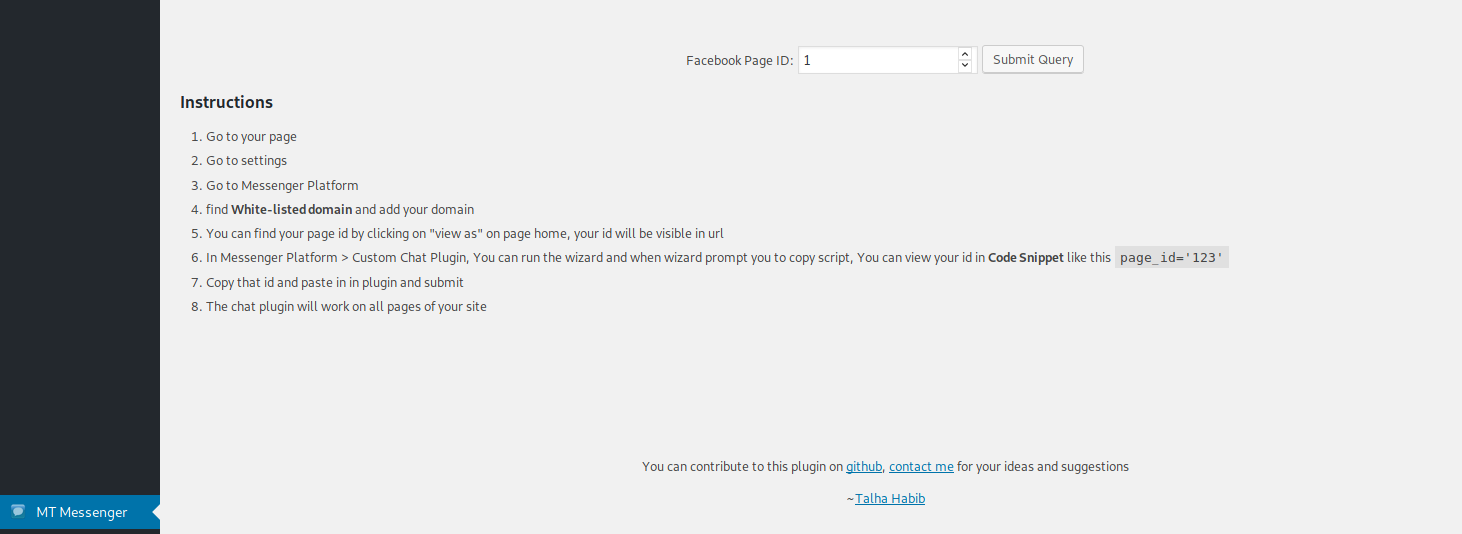 Facebook Page ID: 1 Submit Query
Instructions
1. Go to your page
2. Go to settings
3. Go to Messenger Platform
4. find White-listed domain and add your domain
5. You can find your page id by clicking on "view as" on page home, your id will be visible in url
6. In Messenger Platform > Custom Chat Plugin, You can run the wizard and when wizard prompt you to copy script, You can view your id in Code Snippet like this page_id='123'
7. Copy that id and paste in in plugin and submit
8. The chat plugin will work on all pages of your site
You can contribute to this plugin on github, contact me for your ideas and suggestions
~Talha Habib
MT Messenger